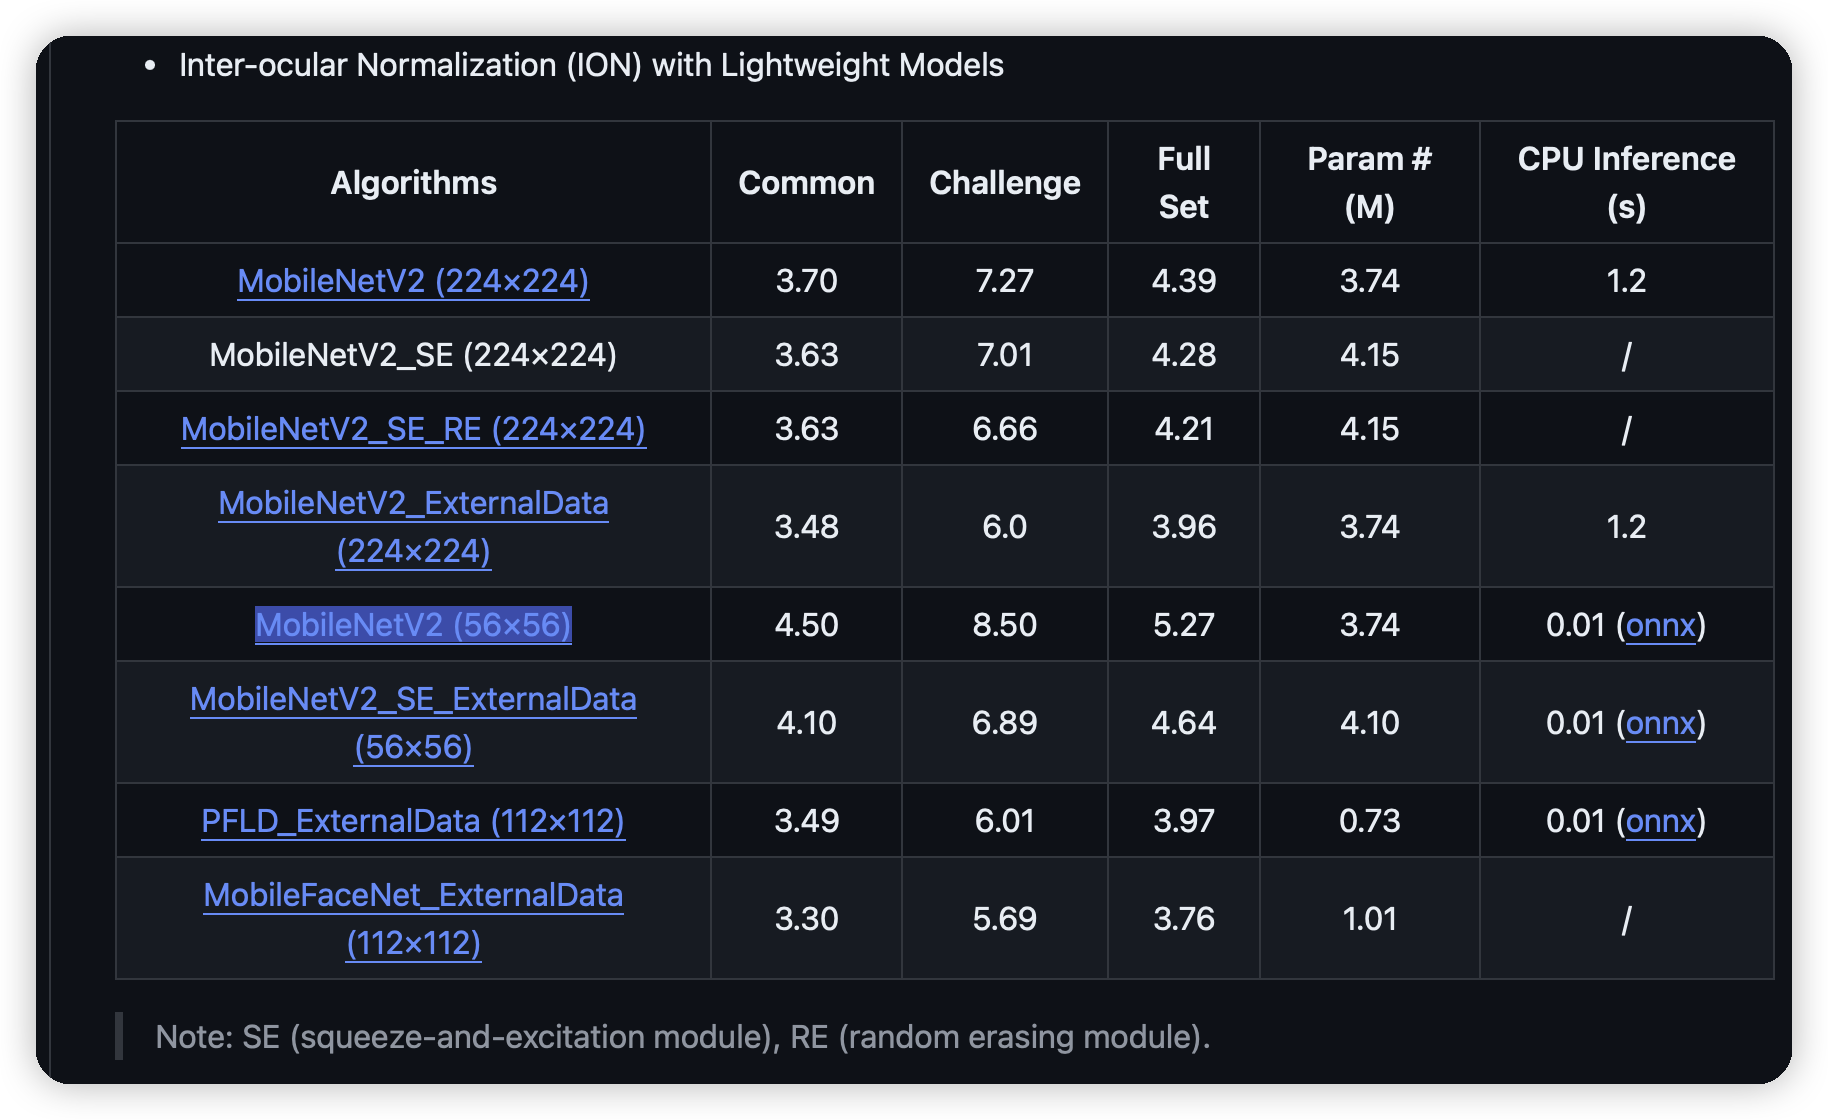 • Inter-ocular Normalization (ION) with Lightweight Models
Algorithms Common Challenge Full Set Param # (M) CPU Inference (s)
MobileNetV2 (224×224) 3.70 7.27 4.39 3.74 1.2
MobileNetV2_SE (224×224) 3.63 7.01 4.28 4.15 /
MobileNetV2_SE_RE (224×224) 3.63 6.66 4.21 4.15 /
MobileNetV2_ExternalData (224×224) 3.48 6.0 3.96 3.74 1.2
MobileNetV2 (56×56) 4.50 8.50 5.27 3.74 0.01 (onnx)
MobileNetV2_SE_ExternalData (56×56) 4.10 6.89 4.64 4.10 0.01 (onnx)
PFLD_ExternalData (112×112) 3.49 6.01 3.97 0.73 0.01 (onnx)
MobileFaceNet_ExternalData (112×112) 3.30 5.69 3.76 1.01 /
Note: SE (squeeze-and-excitation module), RE (random erasing module).